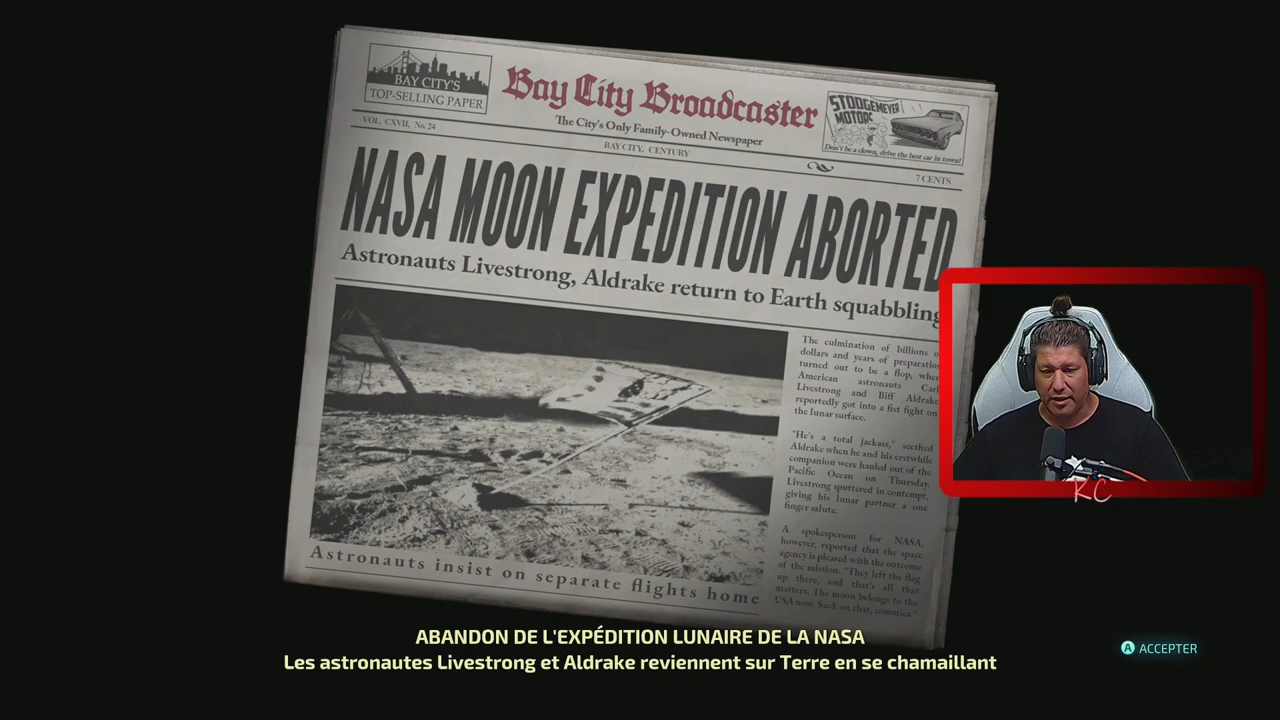 BAY CITY'S
TOP-SELLING PAPER
Bay City Broadcaster
The City's Only Family-Owned Newspaper
STODGEMEYER
MOTORS
Don't be a clown, drive the best car in town!
VOL. CXVII, No. 24
BAY CITY, CENTURY
7 CENTS
NASA MOON EXPEDITION ABORTED
Astronauts Livestrong, Aldrake return to Earth squabbling
The culmination of billions
dollars and years of preparation
turned out to be a flop, when
American astronauts Carl
Livestrong and Biff Aldrake
reportedly got into a fist fight on
the lunar surface.
"He's a total jackass," seethed
Aldrake when he and his erstwhile
companion were hauled out of the
Pacific Ocean on Thursday.
Livestrong sputtered in contempt,
giving his lunar partner a one
finger salute.
A spokesperson for NASA,
however, reported that the space
agency is pleased with the outcome
of the mission. "They left the flag
up there, and that's all that
matters. The moon belongs to the
USA now. Suck on that, commies."
Astronauts insist on separate flights home
KC
ABANDON DE L'EXPÉDITION LUNAIRE DE LA NASA
Les astronautes Livestrong et Aldrake reviennent sur Terre en se chamaillant
A ACCEPTER